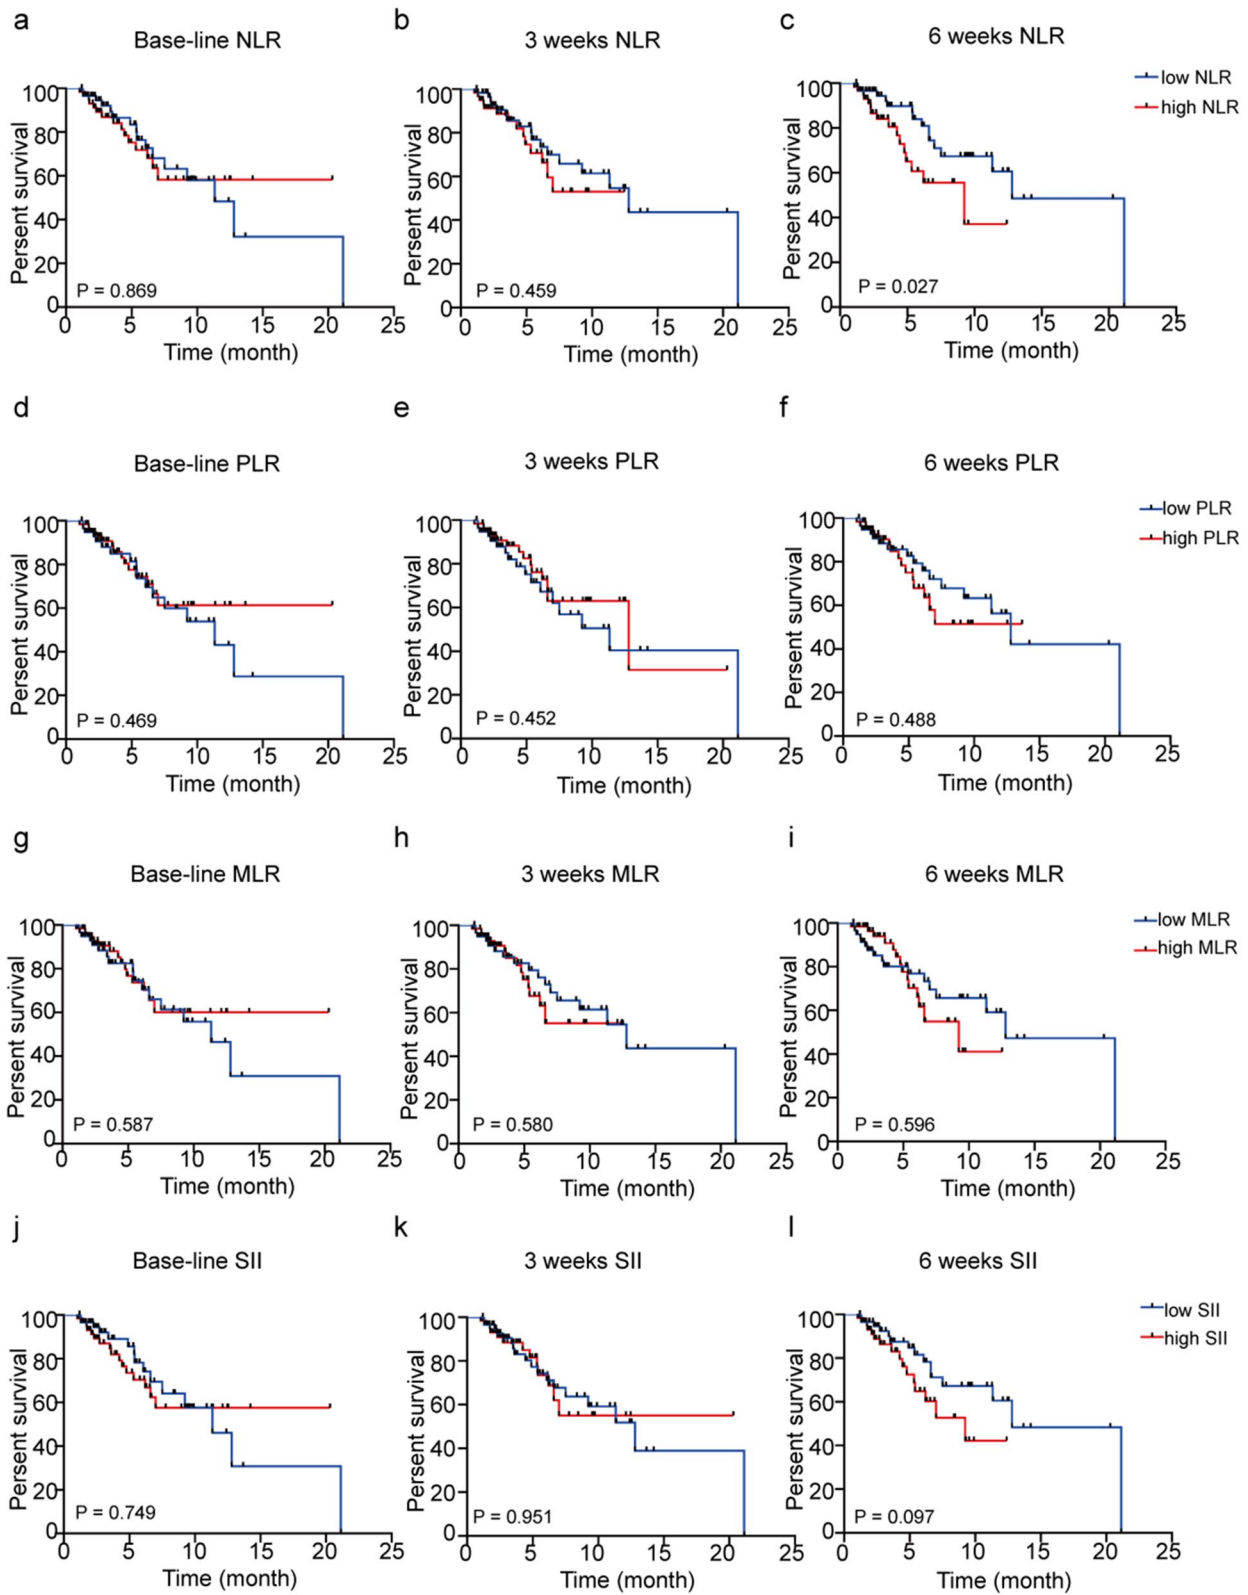 a
b
c
Base-line NLR
3 weeks NLR
6 weeks NLR
low NLR
high NLR
Persent survival
100
80
60
40
20
0
0 5 10 15 20 25
Time (month)
P = 0.869
Persent survival
100
80
60
40
20
0
0 5 10 15 20 25
Time (month)
P = 0.459
Persent survival
100
80
60
40
20
0
0 5 10 15 20 25
Time (month)
P = 0.027
d
e
f
Base-line PLR
3 weeks PLR
6 weeks PLR
low PLR
high PLR
Persent survival
100
80
60
40
20
0
0 5 10 15 20 25
Time (month)
P = 0.469
Persent survival
100
80
60
40
20
0
0 5 10 15 20 25
Time (month)
P = 0.452
Persent survival
100
80
60
40
20
0
0 5 10 15 20 25
Time (month)
P = 0.488
g
h
i
Base-line MLR
3 weeks MLR
6 weeks MLR
low MLR
high MLR
Persent survival
100
80
60
40
20
0
0 5 10 15 20 25
Time (month)
P = 0.587
Persent survival
100
80
60
40
20
0
0 5 10 15 20 25
Time (month)
P = 0.580
Persent survival
100
80
60
40
20
0
0 5 10 15 20 25
Time (month)
P = 0.596
j
k
l
Base-line SII
3 weeks SII
6 weeks SII
low SII
high SII
Persent survival
100
80
60
40
20
0
0 5 10 15 20 25
Time (month)
P = 0.749
Persent survival
100
80
60
40
20
0
0 5 10 15 20 25
Time (month)
P = 0.951
Persent survival
100
80
60
40
20
0
0 5 10 15 20 25
Time (month)
P = 0.097